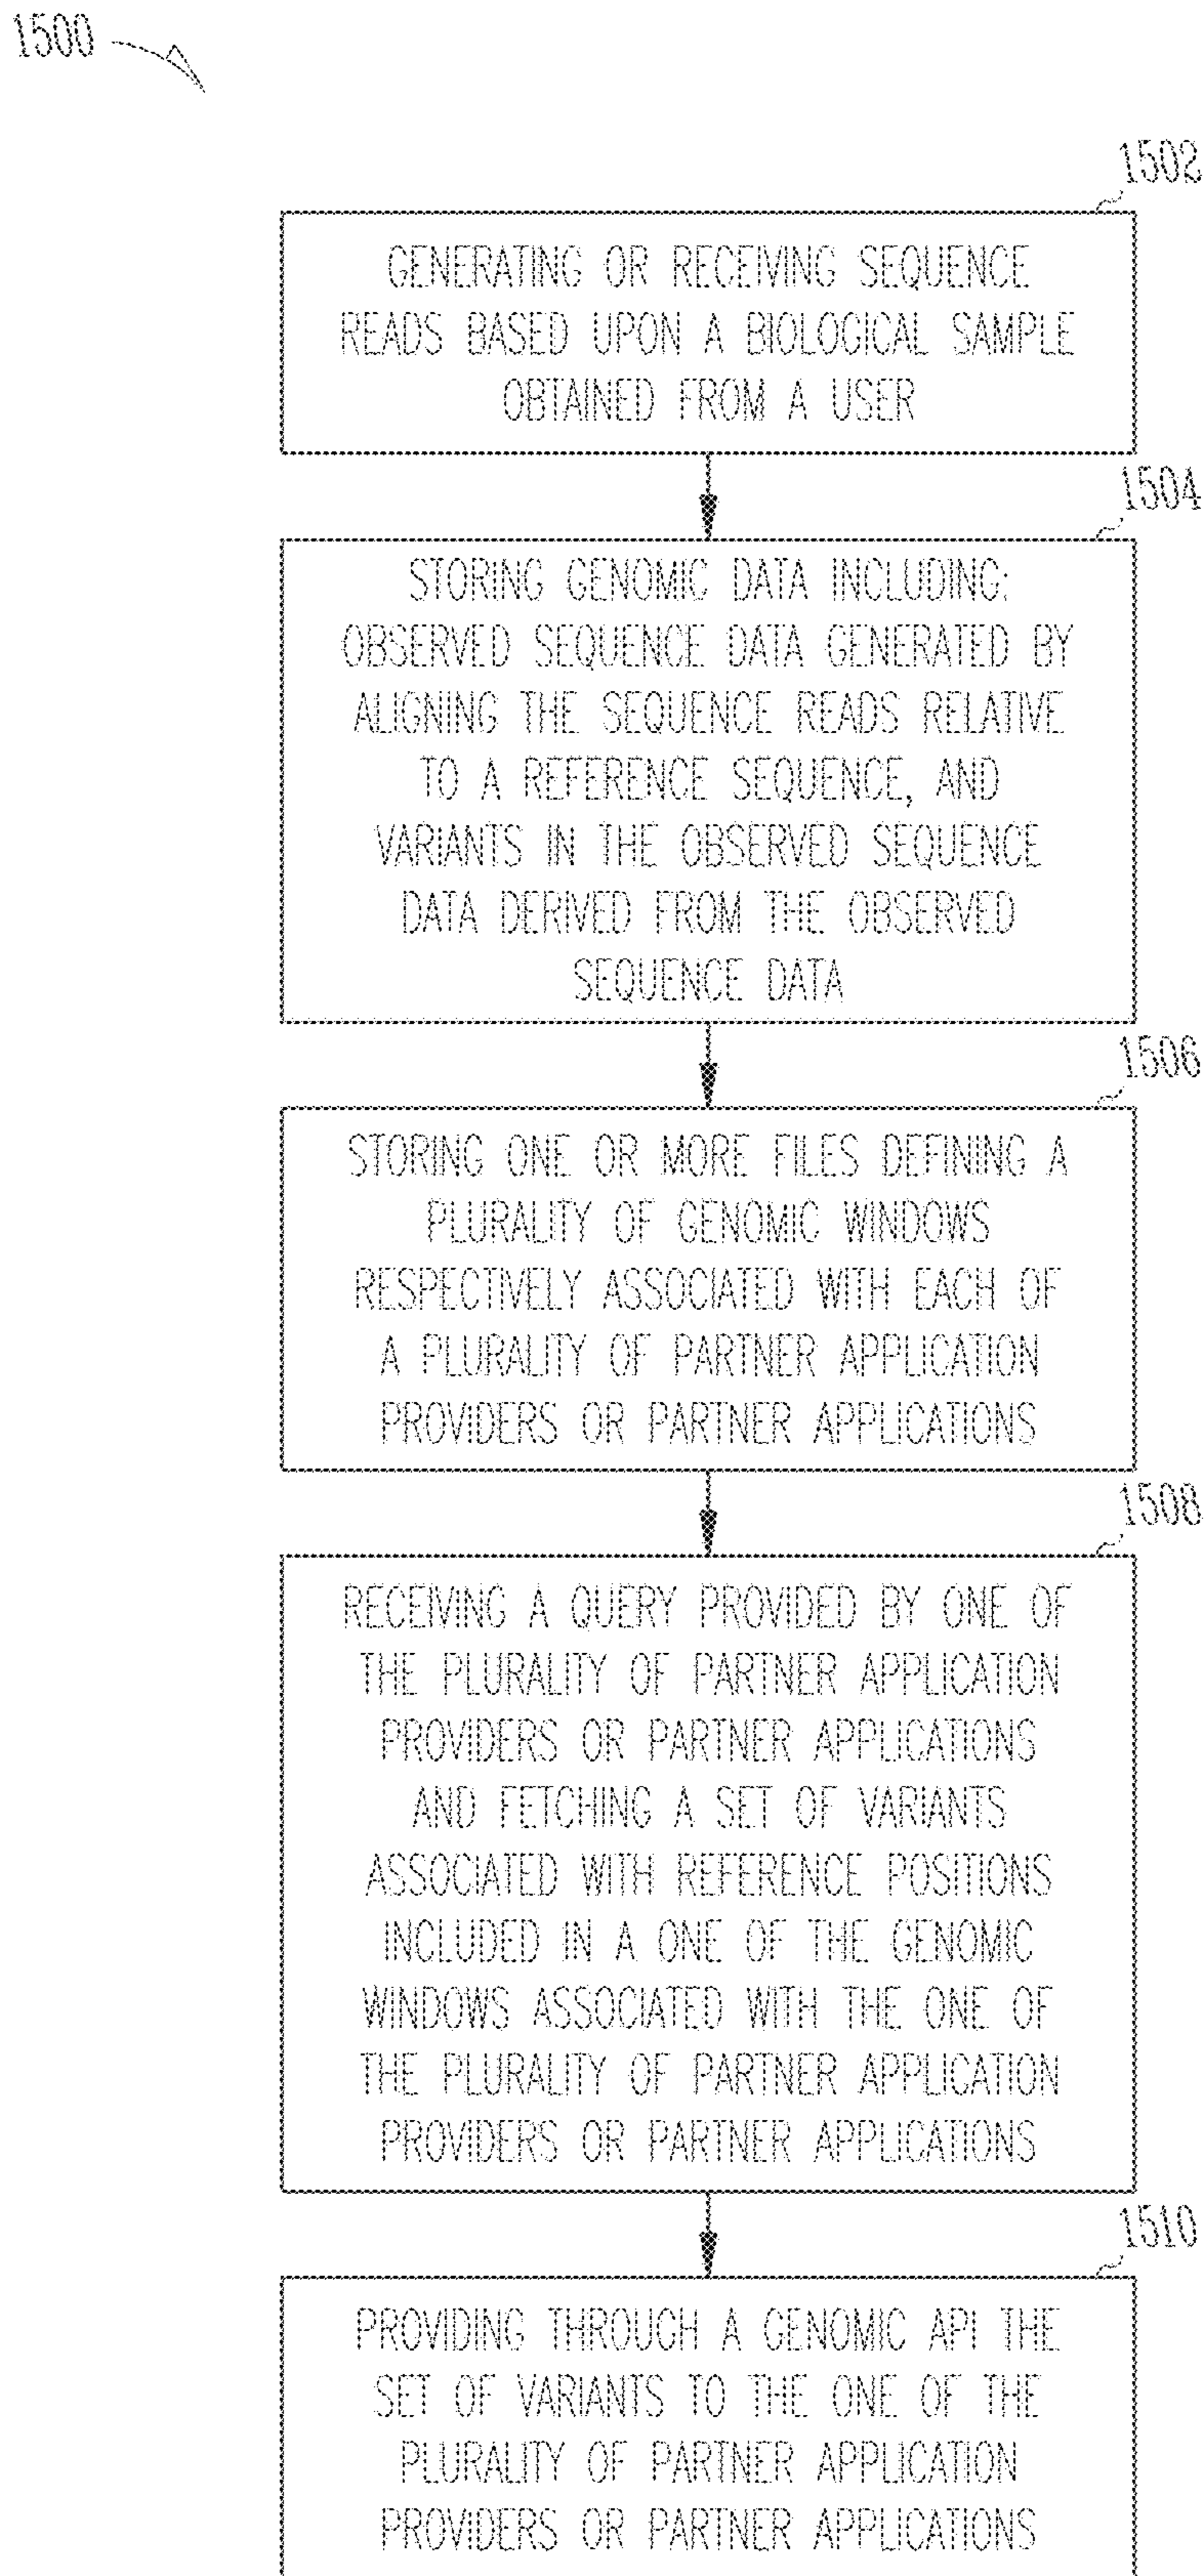 1500
1502
GENERATING OR RECEIVING SEQUENCE
READS BASED UPON A BIOLOGICAL SAMPLE
OBTAINED FROM A USER
1504
STORING GENOMIC DATA INCLUDING:
OBSERVED SEQUENCE DATA GENERATED BY
ALIGNING THE SEQUENCE READS RELATIVE
TO A REFERENCE SEQUENCE, AND
VARIANTS IN THE OBSERVED SEQUENCE
DATA DERIVED FROM THE OBSERVED
SEQUENCE DATA
1506
STORING ONE OR MORE FILES DEFINING A
PLURALITY OF GENOMIC WINDOWS
RESPECTIVELY ASSOCIATED WITH EACH OF
A PLURALITY OF PARTNER APPLICATION
PROVIDERS OR PARTNER APPLICATIONS
1508
RECEIVING A QUERY PROVIDED BY ONE OF
THE PLURALITY OF PARTNER APPLICATION
PROVIDERS OR PARTNER APPLICATIONS
AND FETCHING A SET OF VARIANTS
ASSOCIATED WITH REFERENCE POSITIONS
INCLUDED IN A ONE OF THE GENOMIC
WINDOWS ASSOCIATED WITH THE ONE OF
THE PLURALITY OF PARTNER APPLICATION
PROVIDERS OR PARTNER APPLICATIONS
1510
PROVIDING THROUGH A GENOMIC API THE
SET OF VARIANTS TO THE ONE OF THE
PLURALITY OF PARTNER APPLICATION
PROVIDERS OR PARTNER APPLICATIONS